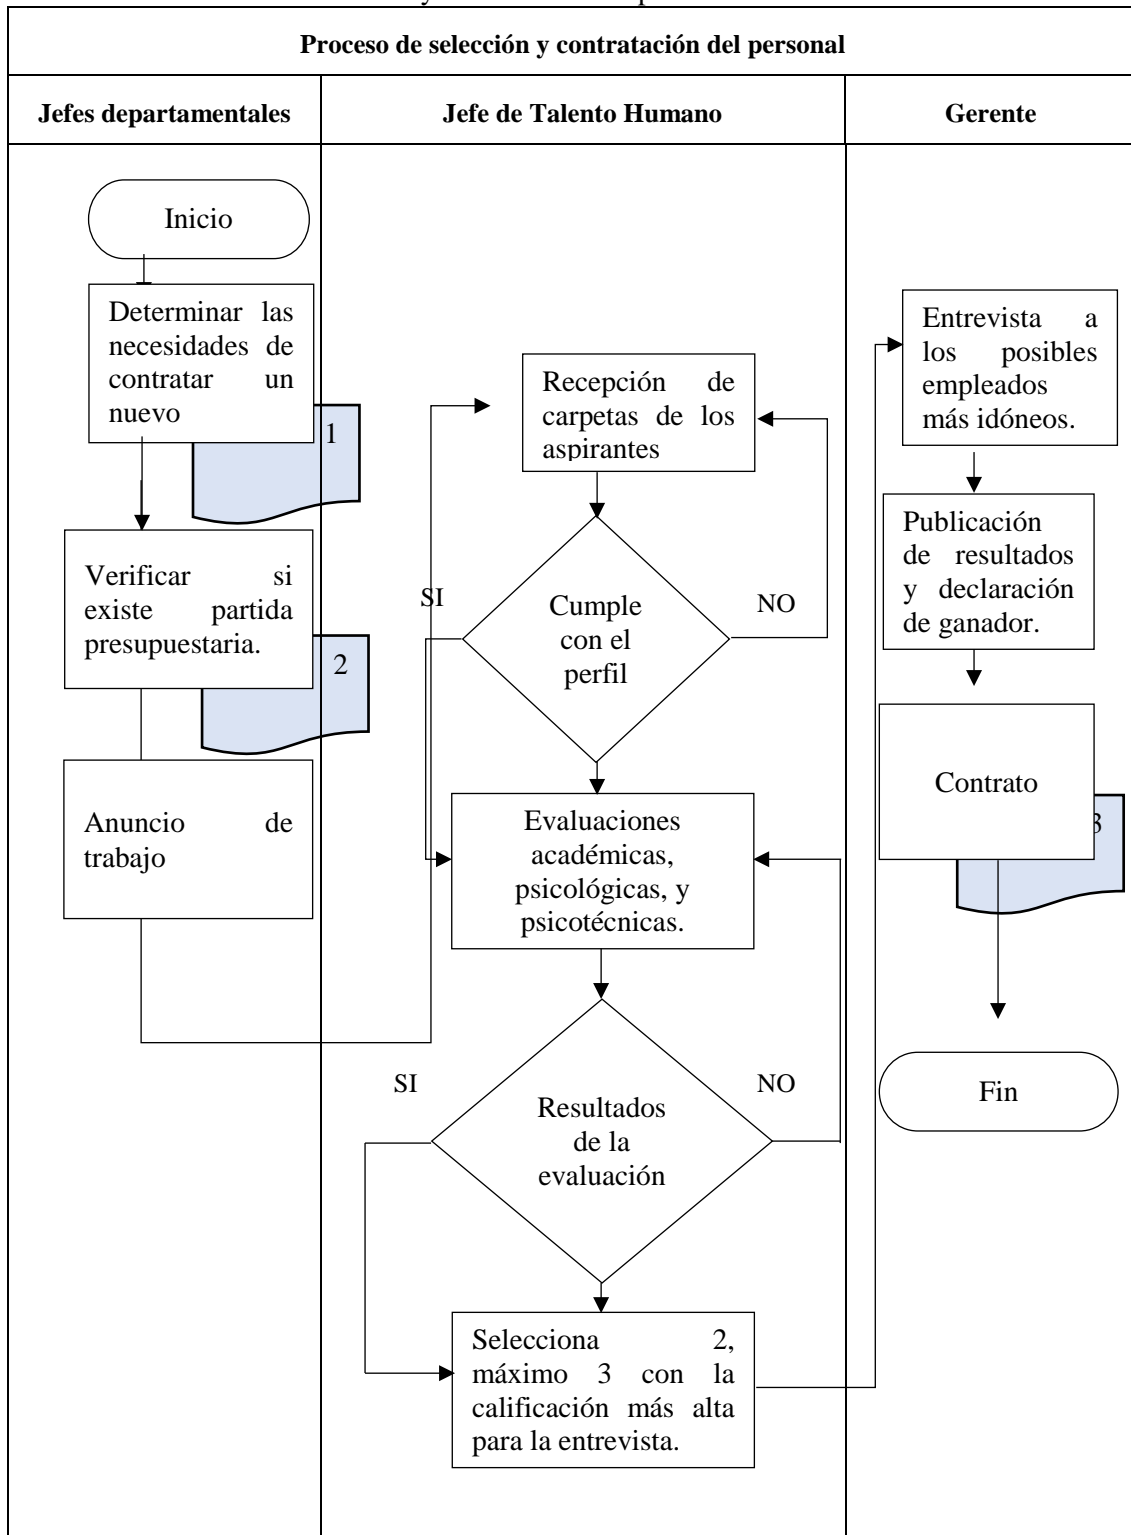 Proceso de selección y contratación del personal
Jefes departamentales
Jefe de Talento Humano
Gerente
Inicio
Determinar las
necesidades de
contratar un
nuevo
1
Verificar si
existe partida
presupuestaria.
2
Anuncio de
trabajo
Recepción de
carpetas de los
aspirantes
SI
NO
Cumple
con el
perfil
Evaluaciones
académicas,
psicológicas, y
psicotécnicas.
SI
NO
Resultados
de la
evaluación
Selecciona 2,
máximo 3 con la
calificación más alta
para la entrevista.
Entrevista a
los posibles
empleados
más idóneos.
Publicación
de resultados
y declaración
de ganador.
Contrato
3
Fin